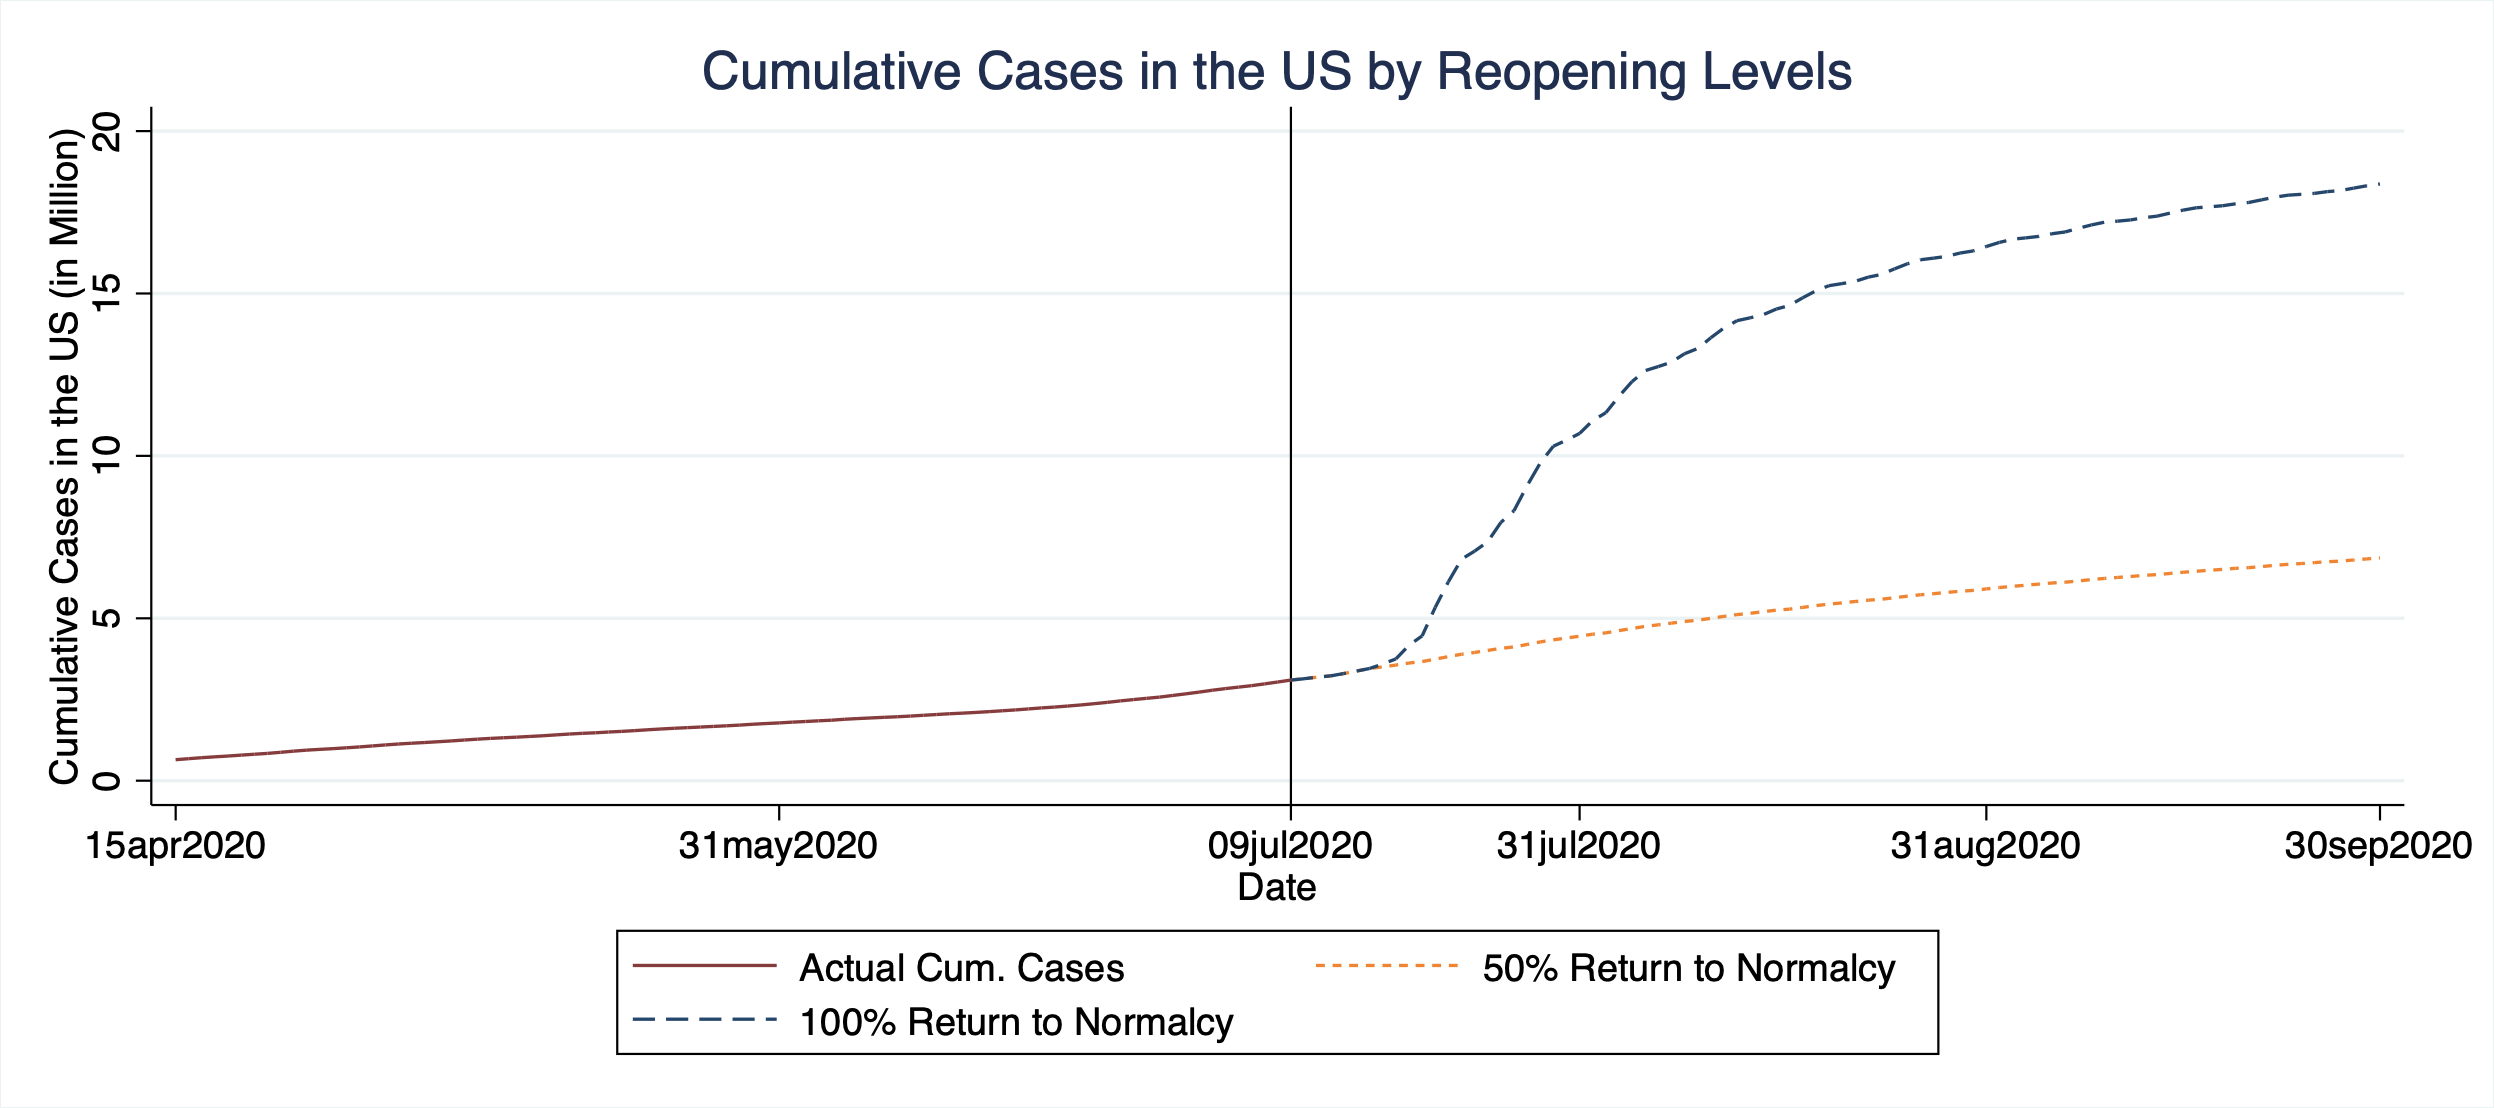 Cumulative Cases in the US by Reopening Levels
Cumulative Cases in the US (in Million)
20
15
10
5
0
15apr2020 31may2020 09jul2020 31jul2020 31aug2020 30sep2020
Date
Actual Cum. Cases 50% Return to Normalcy
100% Return to Normalcy